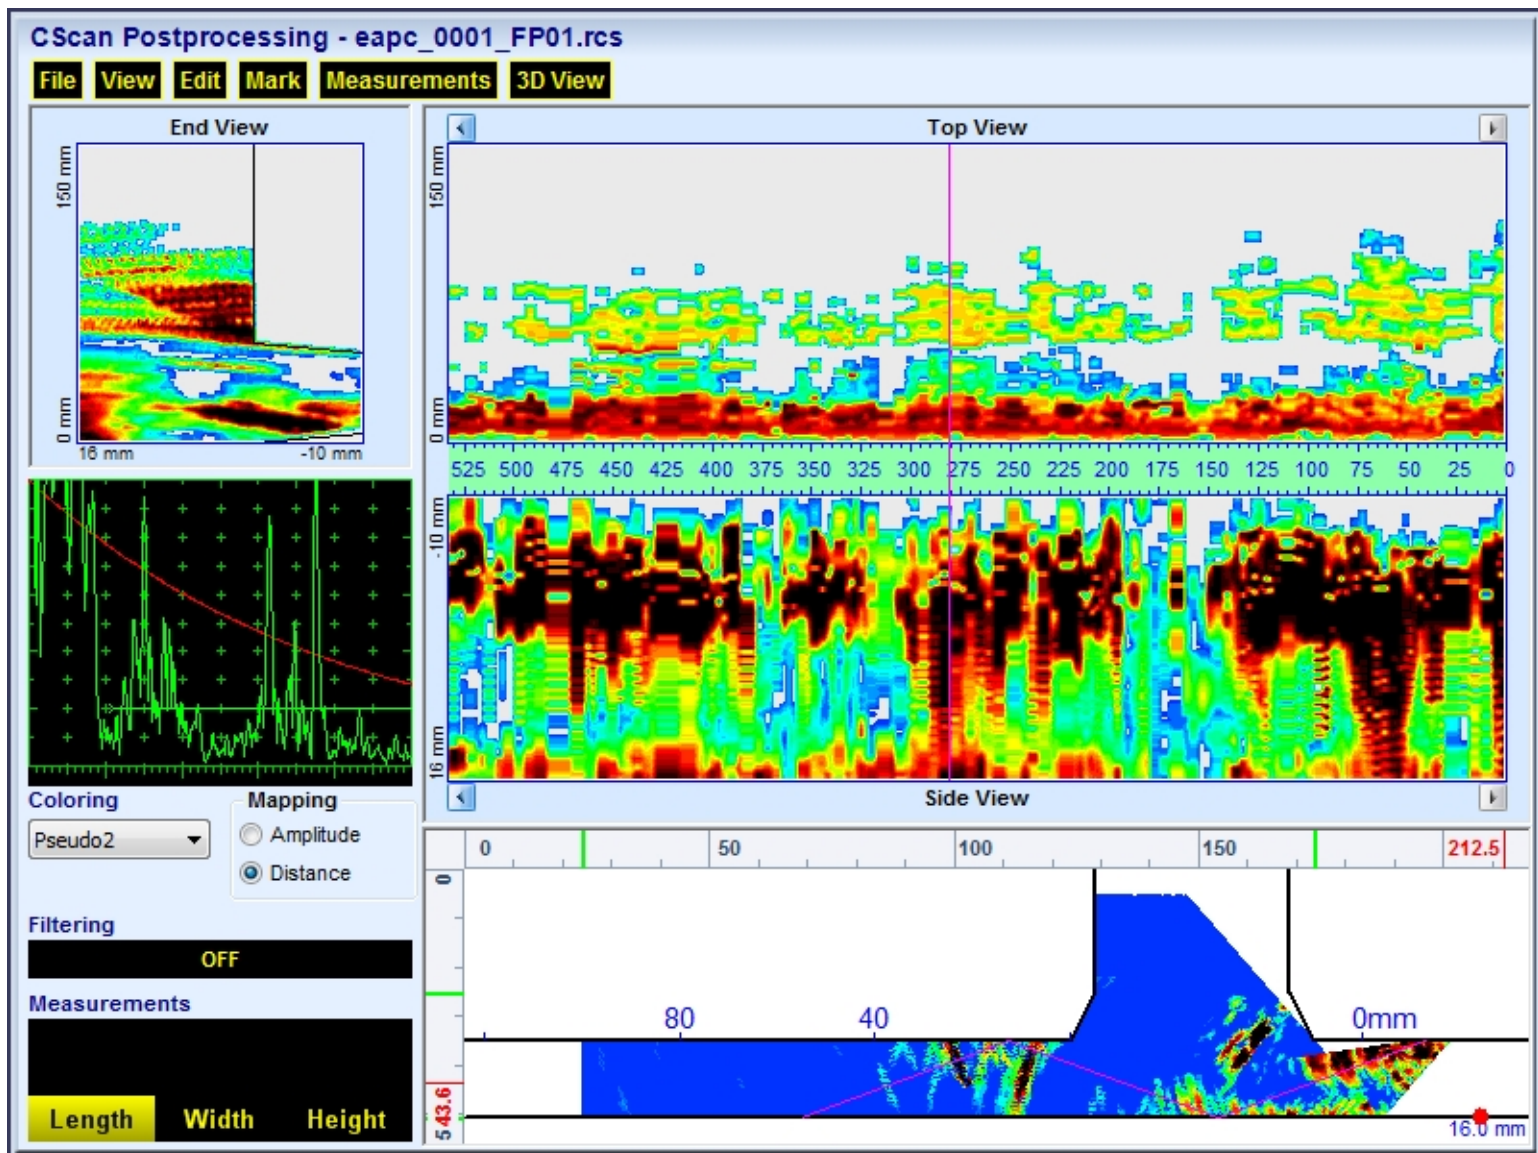 CScan Postprocessing - eapc_0001_FP01.rcs
File View Edit Mark Measurements 3D View
End View
150 mm
0 mm
16 mm -10 mm
Top View
150 mm
0 mm
525 500 475 450 425 400 375 350 325 300 275 250 225 200 175 150 125 100 75 50 25 0
-10 mm
16 mm
Side View
Coloring
Pseudo2
Mapping
Amplitude
Distance
Filtering
OFF
Measurements
Length Width Height
0 50 100 150 212.5
0
80 40 0mm
5 43.6
16.0 mm